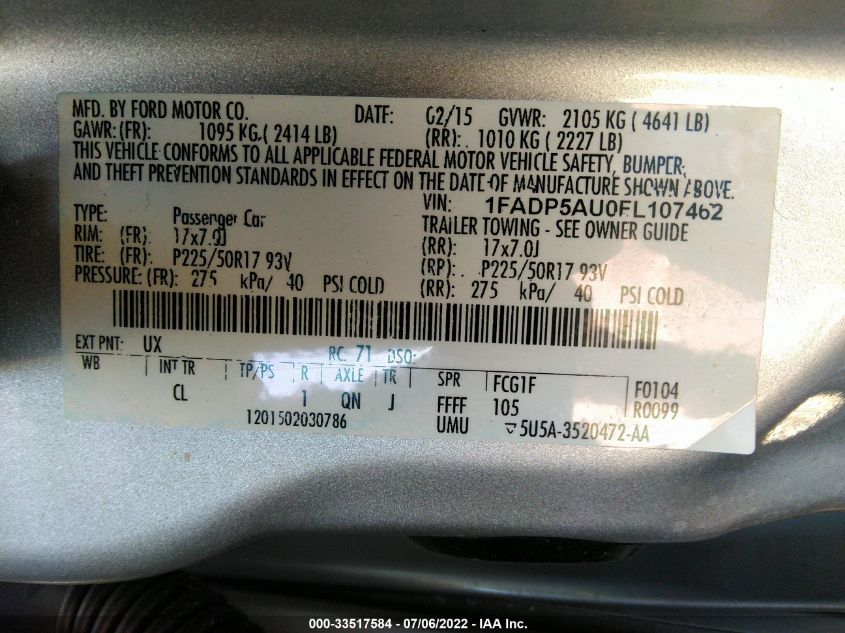 MFD. BY FORD MOTOR CO. DATE: 02/15 GVWR: 2105 KG ( 4641 LB)
GAWR: (FR): 1095 KG ( 2414 LB) (RR): 1010 KG ( 2227 LB)
THIS VEHICLE CONFORMS TO ALL APPLICABLE FEDERAL MOTOR VEHICLE SAFETY, BUMPER,
AND THEFT PREVENTION STANDARDS IN EFFECT ON THE DATE OF MANUFACTURE SHOWN ABOVE.
VIN: 1FADP5AU0FL107462
TYPE: Passenger Car TRAILER TOWING - SEE OWNER GUIDE
RIM: (FR): 17x7.0J (RR): 17x7.0J
TIRE: (FR): P225/50R17 93V (RR): P225/50R17 93V
PRESSURE: (FR): 275 kPa/ 40 PSI COLD (RR): 275 kPa/ 40 PSI COLD
EXT PNT: UX RC: 71 DSO:
WB INT TR TP/PS R AXLE TR SPR FCG1F F0104
CL 1 QN J FFFF 105 R0099
1201502030786 UMU ▽5U5A-3520472-AA
000-33517584 - 07/06/2022 - IAA Inc.